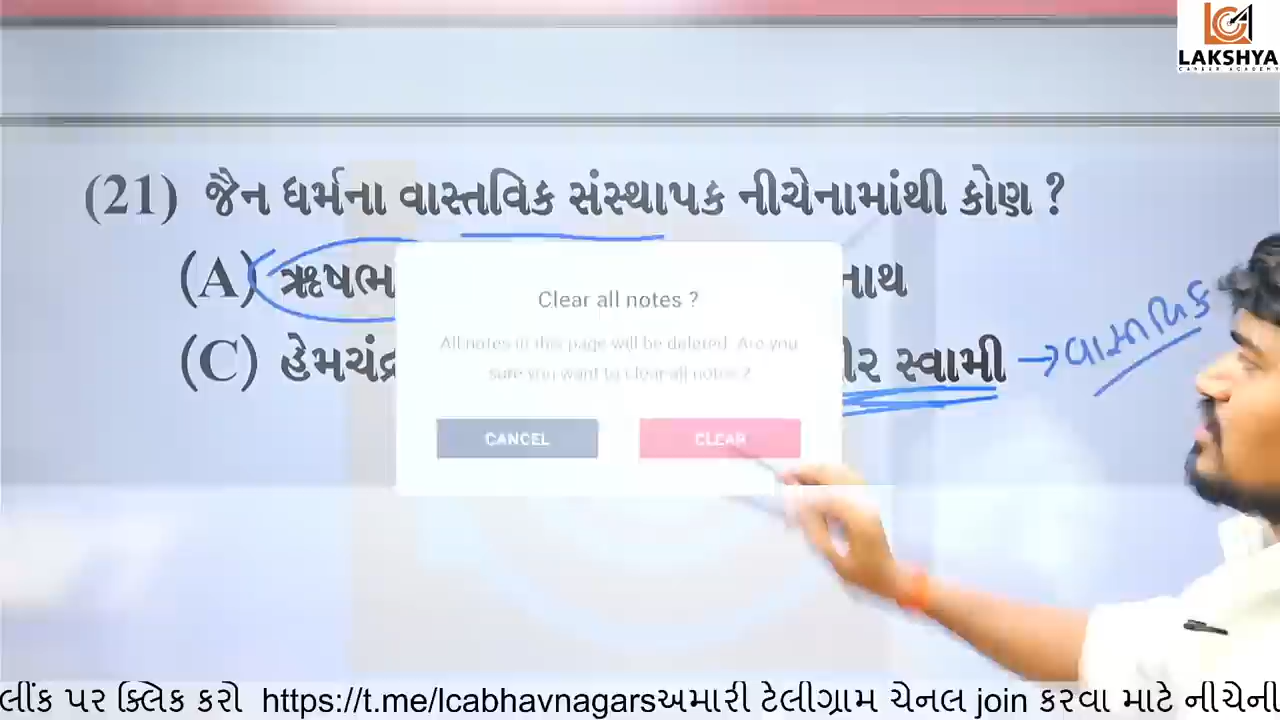 LAKSHYA
CAREER ACADEMY
(21) જૈન ધર્મના વાસ્તવિક સંસ્થાપક નીચેનામાંથી કોણ ?
(A) ઋષભ
નાથ
(C) હેમચંદ્ર
ીર સ્વામી → વાસ્તવિક
Clear all notes ?
All notes in this page will be deleted. Are you
sure you want to clear all notes ?
CANCEL CLEAR
લીંક પર ક્લિક કરો https://t.me/lcabhavnagarsઅમારી ટેલીગ્રામ ચેનલ join કરવા માટે નીચેની